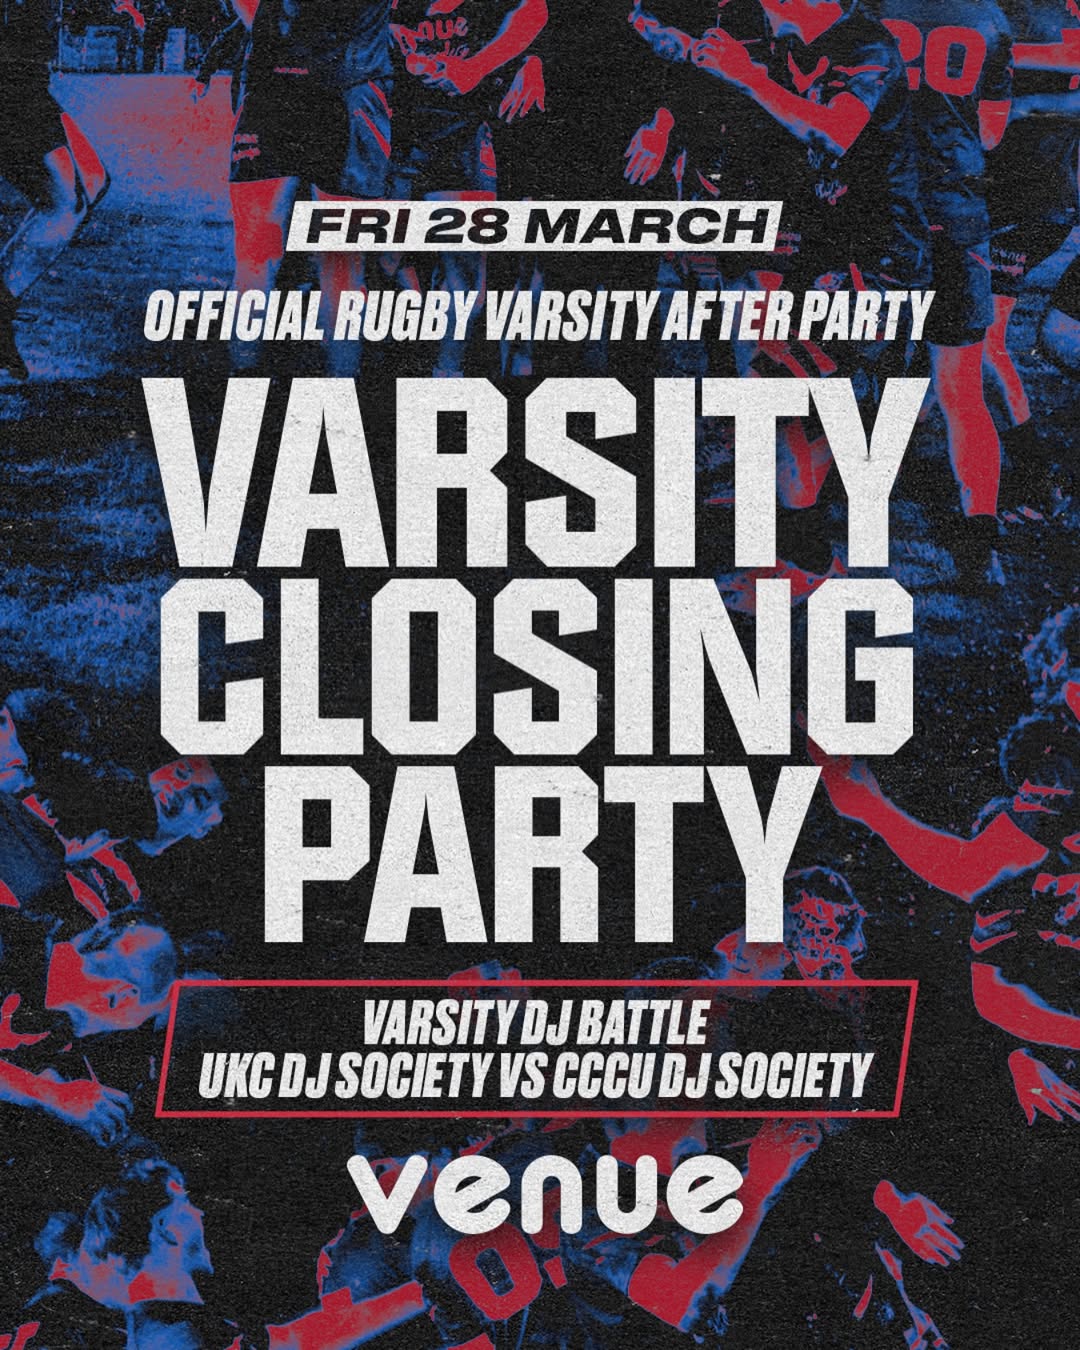 FRI 28 MARCH
OFFICIAL RUGBY VARSITY AFTER PARTY
VARSITY
CLOSING
PARTY
VARSITY DJ BATTLE
UKC DJ SOCIETY VS CCCU DJ SOCIETY
venue